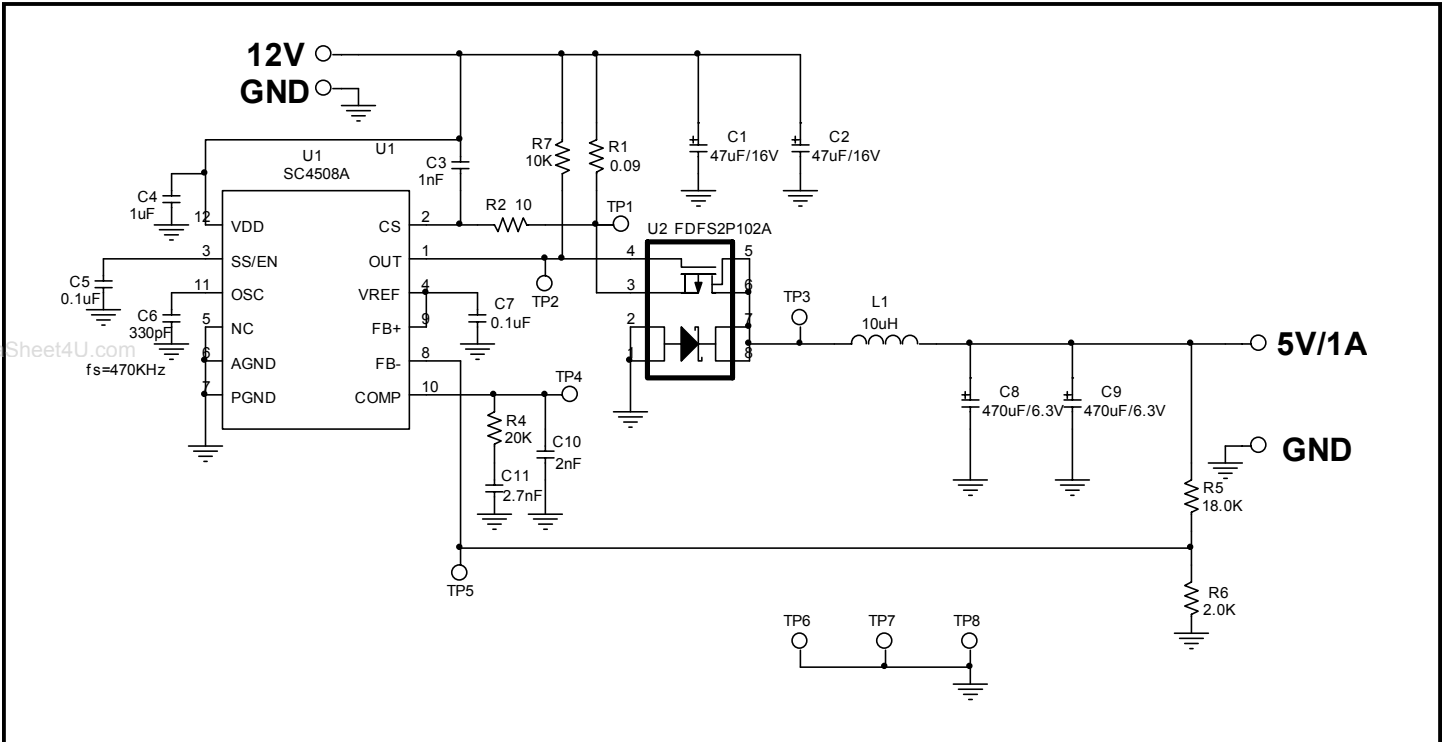 12V
GND
U1
U1
SC4508A
C4
1uF
C3
1nF
R7
10K
R1
0.09
C1
47uF/16V
C2
47uF/16V
R2 10
TP1
U2 FDFS2P102A
12 VDD
3 SS/EN
11 OSC
5 NC
6 AGND
7 PGND
CS 2
OUT 1
VREF 4
FB+ 9
FB- 8
COMP 10
C5
0.1uF
C6
330pF
aSheet4U.com
fs=470KHz
TP2
C7
0.1uF
4
3
2
1
5
6
7
8
TP3
L1
10uH
5V/1A
C8
470uF/6.3V
C9
470uF/6.3V
GND
TP4
R4
20K
C10
2nF
C11
2.7nF
R5
18.0K
TP5
R6
2.0K
TP6
TP7
TP8